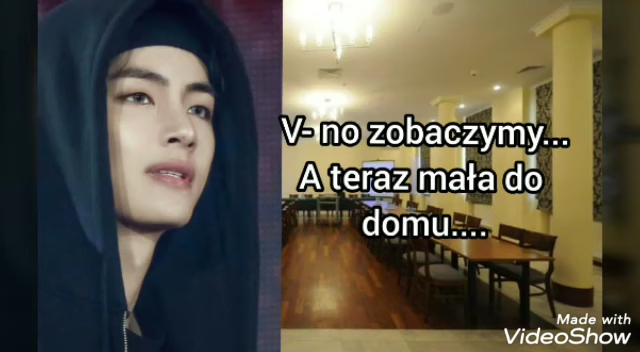 V- no zobaczymy...
A teraz mała do
domu....
Made with
VideoShow